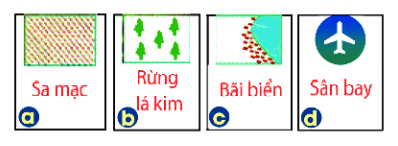 Sa mạc
Rừng
lá kim
Bãi biển
Sân bay
a
b
c
d